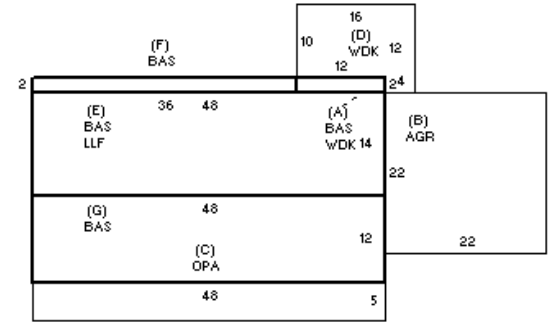 16
(D)
WDK
10
12
12
(F)
BAS
2
2
4
(E)
BAS
LLF
36
48
(A)
BAS
WDK
14
(B)
AGR
22
22
(G)
BAS
48
12
(C)
OPA
48
5